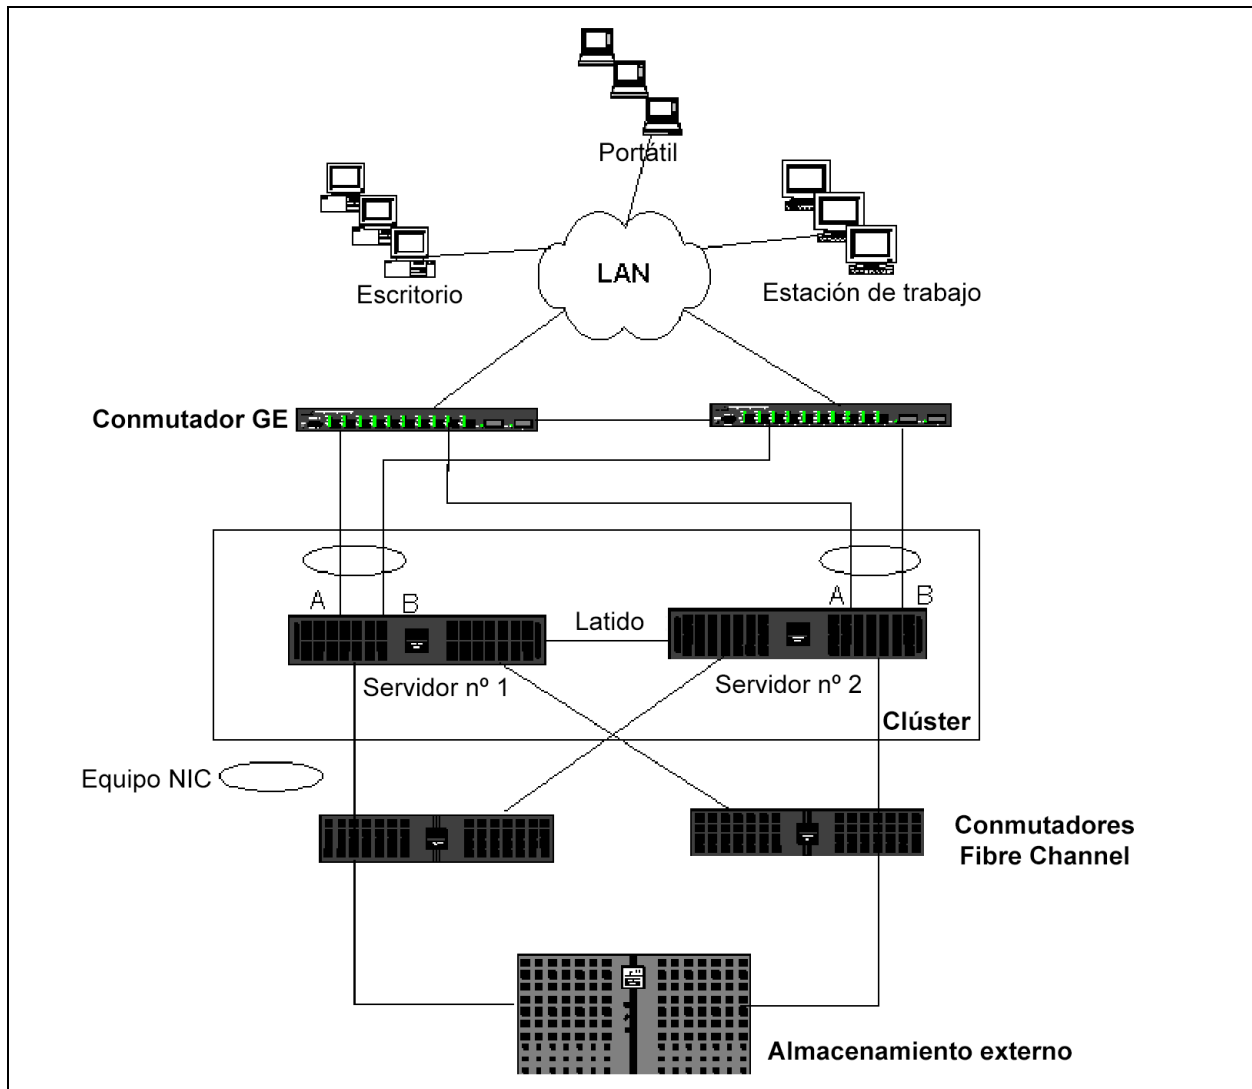 Portátil
Escritorio
LAN
Estación de trabajo
Conmutador GE
A
B
A
B
Latido
Servidor nº 1
Servidor nº 2
Clúster
Equipo NIC
Conmutadores
Fibre Channel
Almacenamiento externo